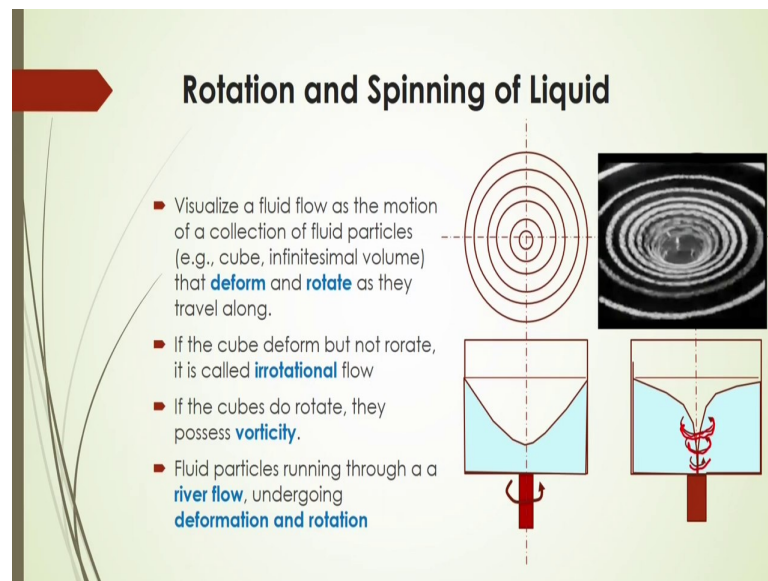 Rotation and Spinning of Liquid
Visualize a fluid flow as the motion
of a collection of fluid particles
(e.g., cube, infinitesimal volume)
that deform and rotate as they
travel along.
If the cube deform but not rorate,
it is called irrotational flow
If the cubes do rotate, they
possess vorticity.
Fluid particles running through a a
river flow, undergoing
deformation and rotation